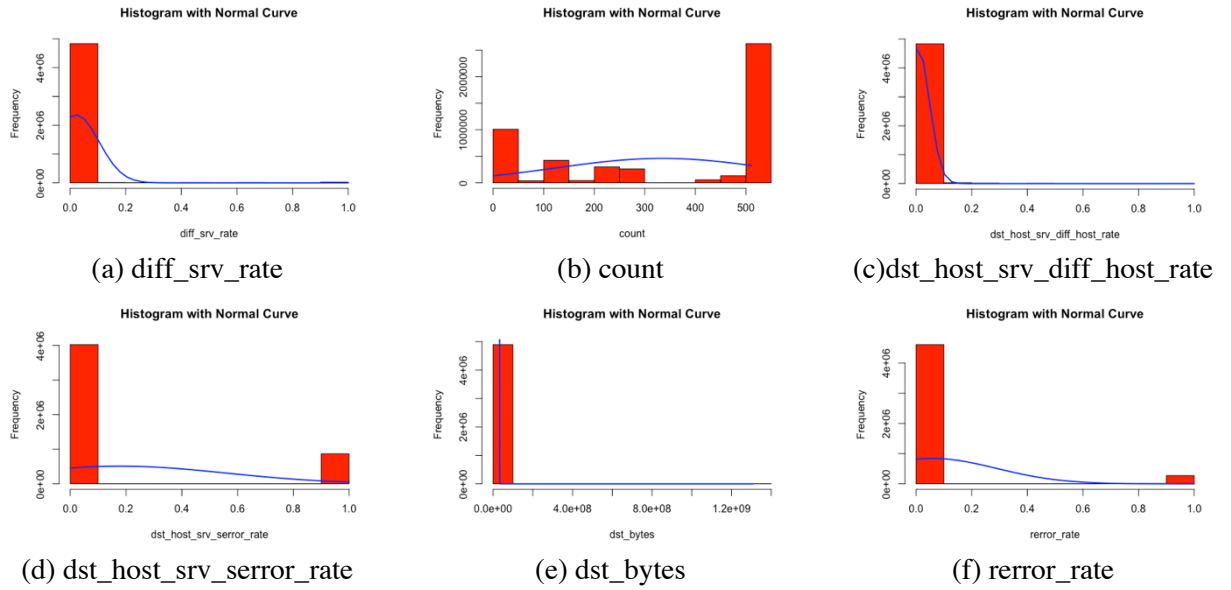 Histogram with Normal Curve
Frequency
0e+00 2e+06 4e+06
0.0 0.2 0.4 0.6 0.8 1.0
diff_srv_rate
(a) diff_srv_rate
Histogram with Normal Curve
Frequency
0 1000000 2000000
0 100 200 300 400 500
count
(b) count
Histogram with Normal Curve
Frequency
0e+00 2e+06 4e+06
0.0 0.2 0.4 0.6 0.8 1.0
dst_host_srv_diff_host_rate
(c)dst_host_srv_diff_host_rate
Histogram with Normal Curve
Frequency
0e+00 2e+06 4e+06
0.0 0.2 0.4 0.6 0.8 1.0
dst_host_srv_serror_rate
(d) dst_host_srv_serror_rate
Histogram with Normal Curve
Frequency
0e+00 2e+06 4e+06
0.0e+00 4.0e+08 8.0e+08 1.2e+09
dst_bytes
(e) dst_bytes
Histogram with Normal Curve
Frequency
0e+00 2e+06 4e+06
0.0 0.2 0.4 0.6 0.8 1.0
rerror_rate
(f) rerror_rate